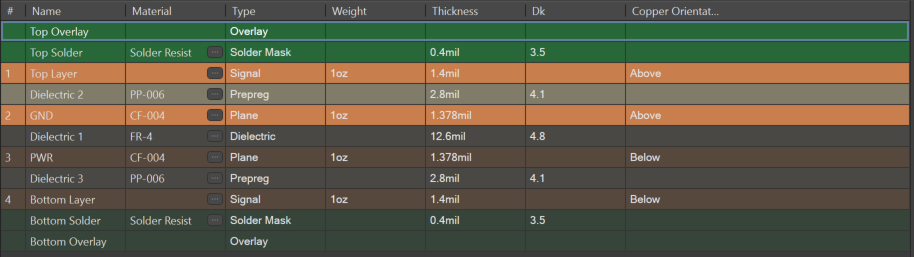 # Name Material Type Weight Thickness Dk Copper Orientat...
Top Overlay Overlay
Top Solder Solder Resist ... Solder Mask 0.4mil 3.5
1 Top Layer ... Signal 1oz 1.4mil Above
Dielectric 2 PP-006 ... Prepreg 2.8mil 4.1
2 GND CF-004 ... Plane 1oz 1.378mil Above
Dielectric 1 FR-4 ... Dielectric 12.6mil 4.8
3 PWR CF-004 ... Plane 1oz 1.378mil Below
Dielectric 3 PP-006 ... Prepreg 2.8mil 4.1
4 Bottom Layer ... Signal 1oz 1.4mil Below
Bottom Solder Solder Resist ... Solder Mask 0.4mil 3.5
Bottom Overlay Overlay